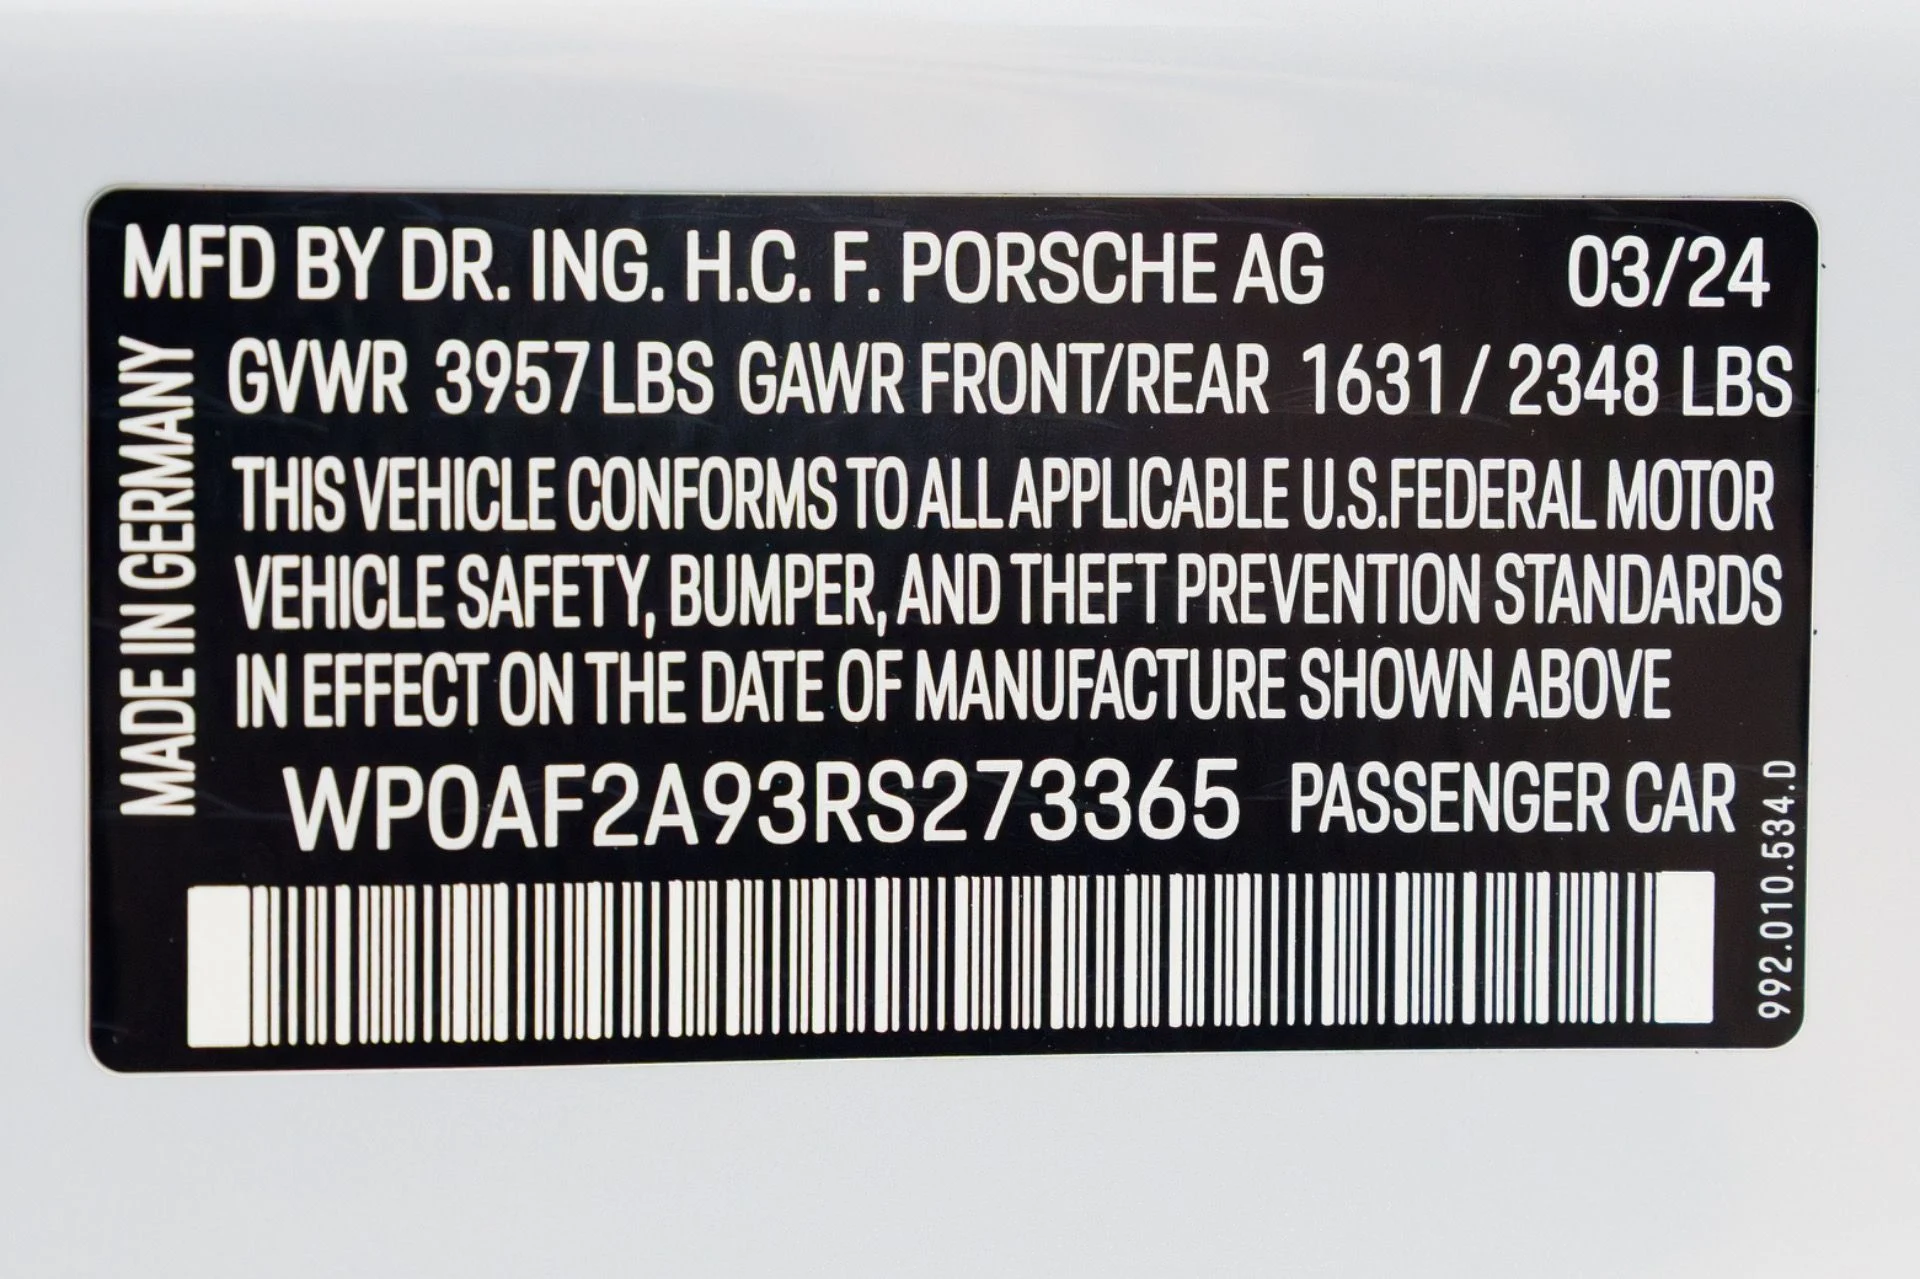 MFD BY DR. ING. H.C. F. PORSCHE AG 03/24
GVWR 3957 LBS GAWR FRONT/REAR 1631 / 2348 LBS
THIS VEHICLE CONFORMS TO ALL APPLICABLE U.S.FEDERAL MOTOR
VEHICLE SAFETY, BUMPER, AND THEFT PREVENTION STANDARDS
IN EFFECT ON THE DATE OF MANUFACTURE SHOWN ABOVE
WP0AF2A93RS273365 PASSENGER CAR
MADE IN GERMANY
992.010.534.D